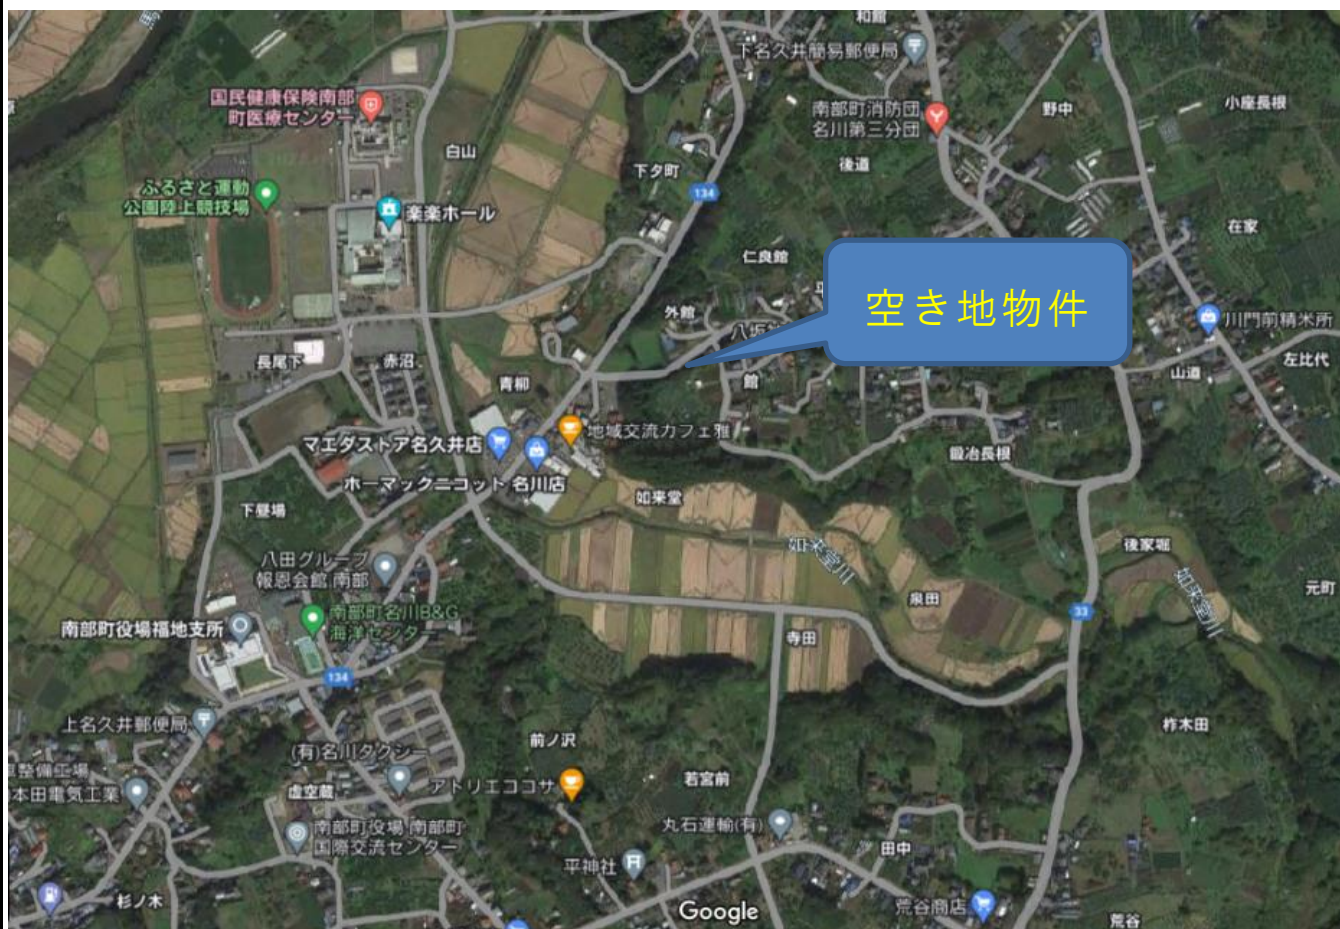 和館
下名久井簡易郵便局
国民健康保険南部
町医療センター
南部町消防団
名川第三分団
野中
小座長根
白山
下夕町
後道
ふるさと運動
公園陸上競技場
楽楽ホール
134
在家
仁良館
空き地物件
外館
八坂
川門前精米所
長尾下
赤沼
青柳
館
山道
左比代
マエダストア名久井店
地域交流カフェ雅
鍛冶長根
ホーマックニコット 名川店
如来堂
下昼場
如来堂川
後家堀
八田グループ
報恩会館 南部
如来堂川
元町
泉田
南部町名川B&G
海洋センター
33
南部町役場福地支所
寺田
134
上名久井郵便局
柞木田
前ノ沢
(有)名川タクシー
整備工場
本田電気工業
虚空蔵
アトリエココサ
若宮前
南部町役場 南部町
国際交流センター
丸石運輸(有)
田中
平神社
杉ノ木
Google
荒谷商店
荒谷